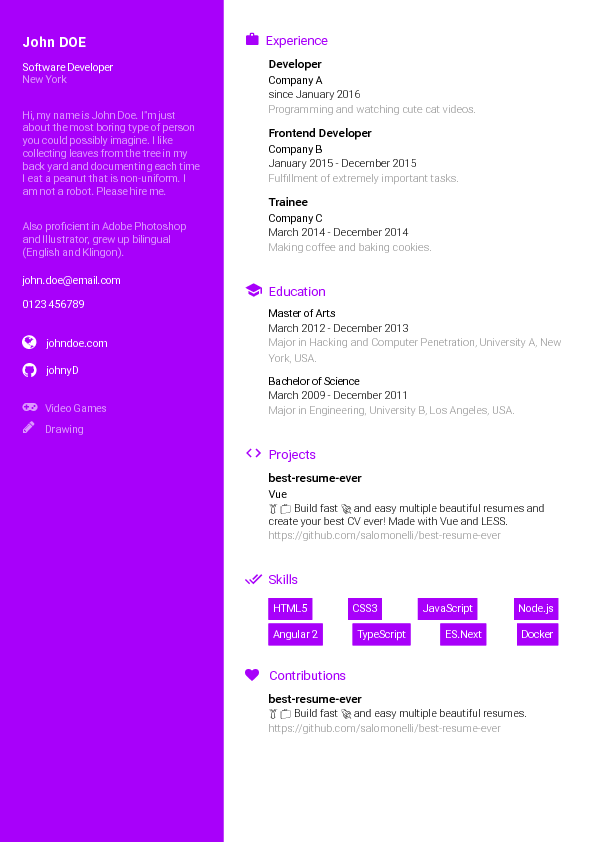 John DOE
Software Developer
New York
Hi, my name is John Doe. I'm just
about the most boring type of person
you could possibly imagine. I like
collecting leaves from the tree in my
back yard and documenting each time
I eat a peanut that is non-uniform. I
am not a robot. Please hire me.
Also proficient in Adobe Photoshop
and Illustrator, grew up bilingual
(English and Klingon).
john.doe@email.com
0123 456789
johndoe.com
johnyD
Video Games
Drawing
Experience
Developer
Company A
since January 2016
Programming and watching cute cat videos.
Frontend Developer
Company B
January 2015 - December 2015
Fulfillment of extremely important tasks.
Trainee
Company C
March 2014 - December 2014
Making coffee and baking cookies.
Education
Master of Arts
March 2012 - December 2013
Major in Hacking and Computer Penetration, University A, New
York, USA.
Bachelor of Science
March 2009 - December 2011
Major in Engineering, University B, Los Angeles, USA.
Projects
best-resume-ever
Vue
👔 💼 Build fast 🚀 and easy multiple beautiful resumes and
create your best CV ever! Made with Vue and LESS.
https://github.com/salomonelli/best-resume-ever
Skills
HTML5 CSS3 JavaScript Node.js
Angular 2 TypeScript ES.Next Docker
Contributions
best-resume-ever
👔 💼 Build fast 🚀 and easy multiple beautiful resumes.
https://github.com/salomonelli/best-resume-ever